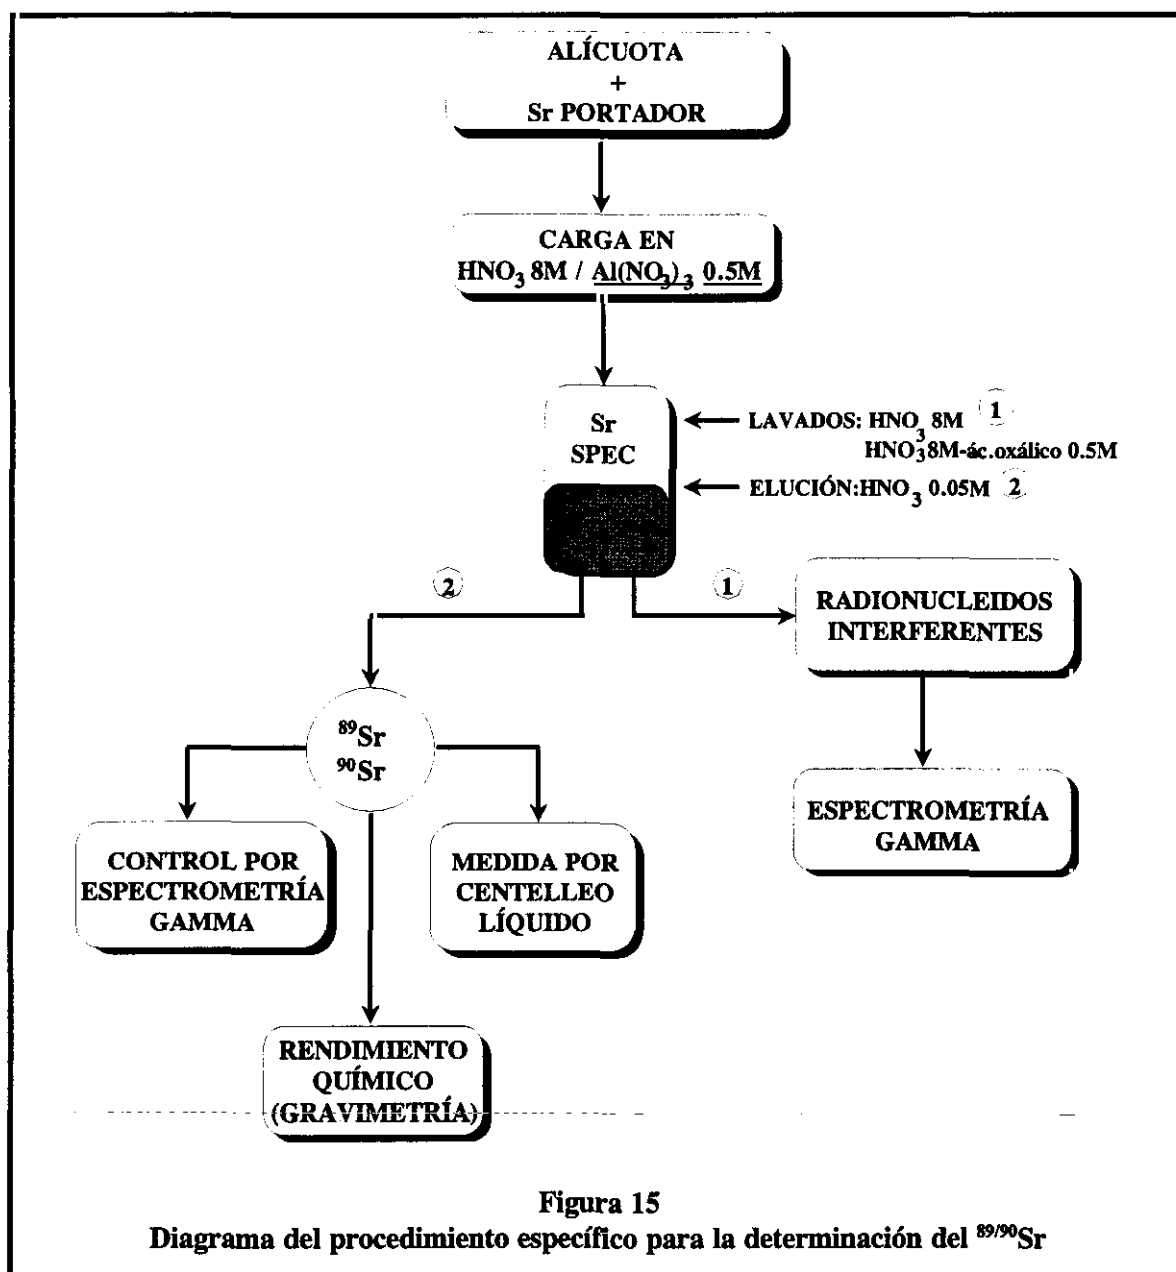 ALÍCUOTA
+
Sr PORTADOR
CARGA EN
HNO₃ 8M / Al(NO₃)₃ 0.5M
Sr
SPEC
LAVADOS: HNO₃ 8M 1
HNO₃8M-ác.oxálico 0.5M
ELUCIÓN:HNO₃ 0.05M 2
2
1
RADIONUCLEIDOS
INTERFERENTES
⁸⁹Sr
⁹⁰Sr
ESPECTROMETRÍA
GAMMA
CONTROL POR
ESPECTROMETRÍA
GAMMA
MEDIDA POR
CENTELLEO
LÍQUIDO
RENDIMIENTO
QUÍMICO
(GRAVIMETRÍA)
Figura 15
Diagrama del procedimiento específico para la determinación del ⁸⁹/⁹⁰Sr